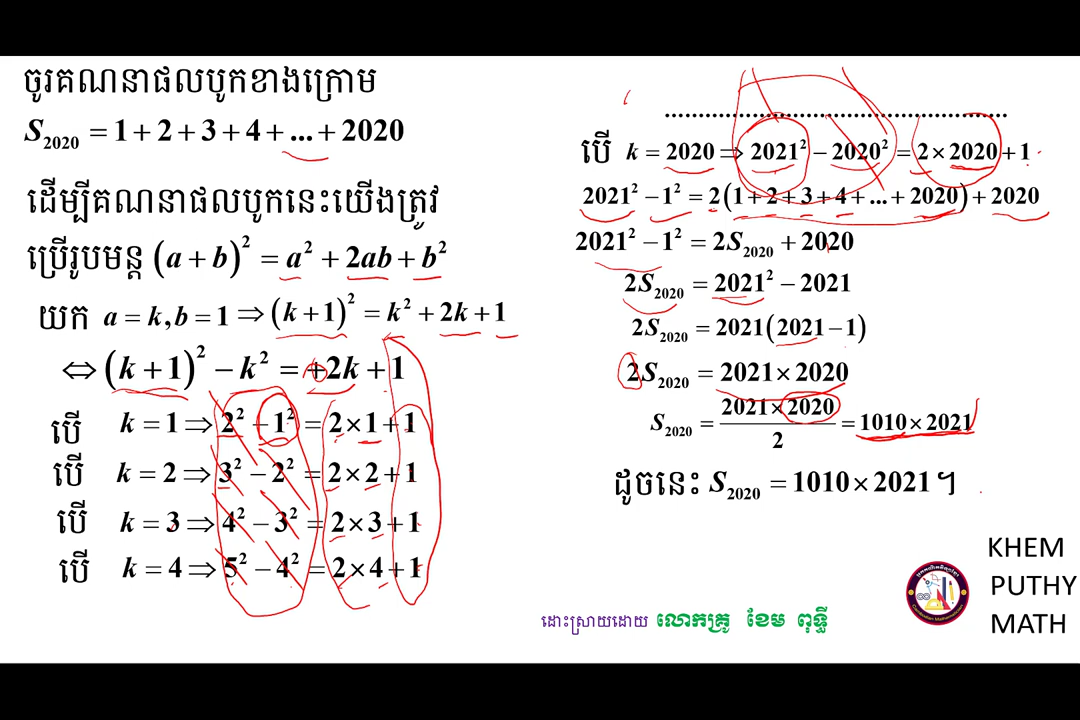 ចូរគណនាផលបូកខាងក្រោម
S₂₀₂₀ = 1 + 2 + 3 + 4 + ... + 2020
ដើម្បីគណនាផលបូកនេះយើងត្រូវ
ប្រើរូបមន្ត (a + b)² = a² + 2ab + b²
យក a = k, b = 1 ⇒ (k + 1)² = k² + 2k + 1
⇔ (k + 1)² − k² = +2k + 1
បើ k = 1 ⇒ 2² − 1² = 2 × 1 + 1
បើ k = 2 ⇒ 3² − 2² = 2 × 2 + 1
បើ k = 3 ⇒ 4² − 3² = 2 × 3 + 1
បើ k = 4 ⇒ 5² − 4² = 2 × 4 + 1
......................................................
បើ k = 2020 ⇒ 2021² − 2020² = 2 × 2020 + 1
2021² − 1² = 2(1 + 2 + 3 + 4 + ... + 2020) + 2020
2021² − 1² = 2S₂₀₂₀ + 2020
2S₂₀₂₀ = 2021² − 2021
2S₂₀₂₀ = 2021(2021 − 1)
2S₂₀₂₀ = 2021 × 2020
S₂₀₂₀ = (2021 × 2020)/2 = 1010 × 2021
ដូចនេះ S₂₀₂₀ = 1010 × 2021 ។
KHEM
PUTHY
MATH
ដោះស្រាយដោយ លោកគ្រូ ខែម ពុទ្ធី